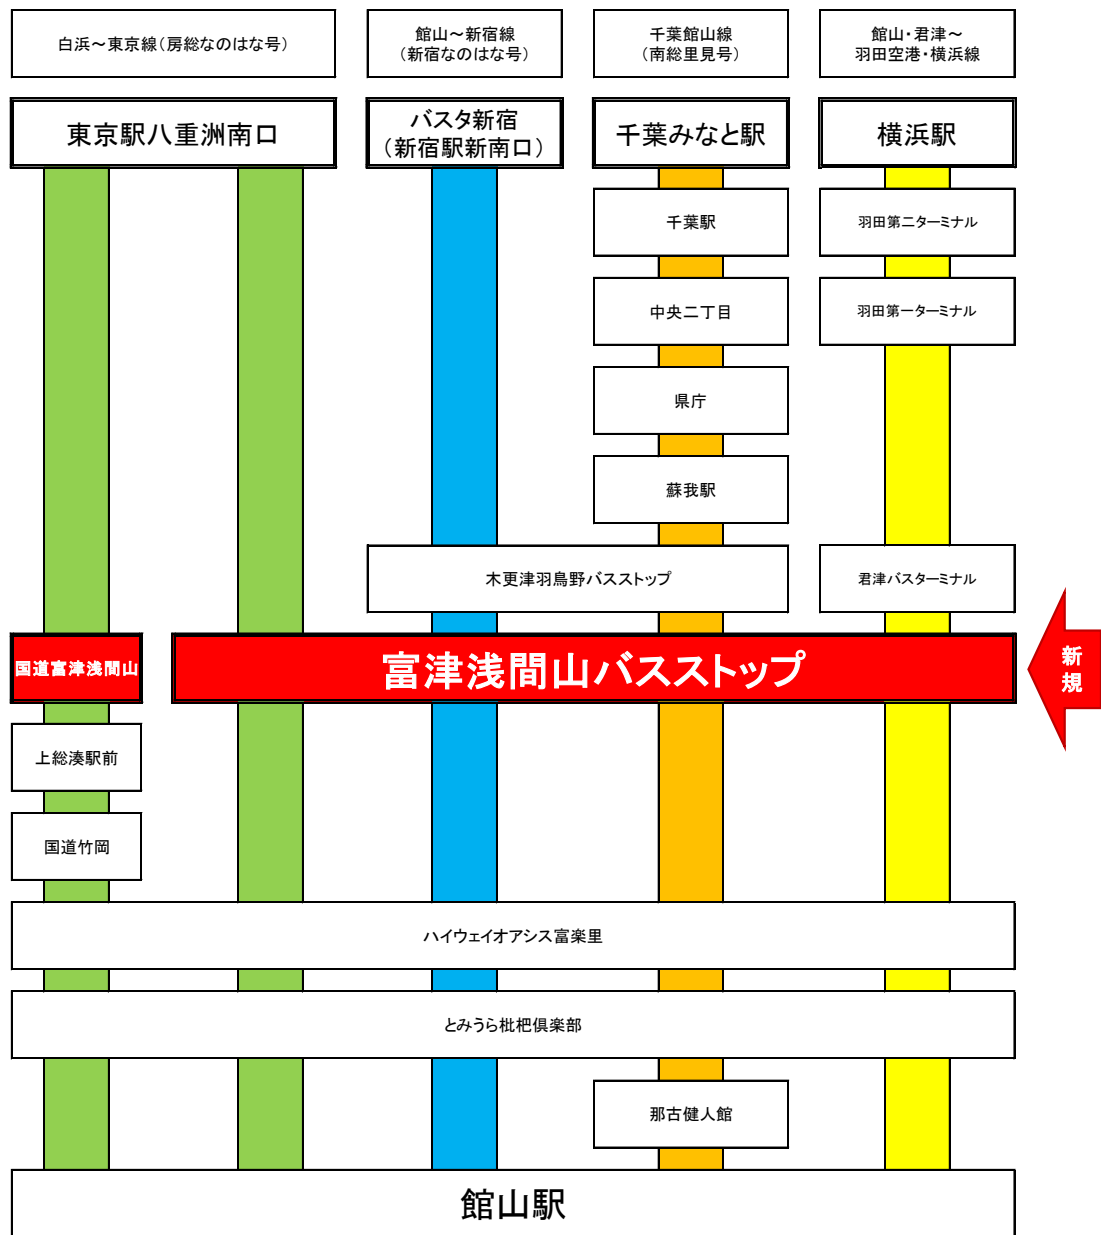 白浜～東京線(房総なのはな号)
館山～新宿線
(新宿なのはな号)
千葉館山線
(南総里見号)
館山・君津～
羽田空港・横浜線
東京駅八重洲南口
バスタ新宿
(新宿駅新南口)
千葉みなと駅
横浜駅
千葉駅
羽田第二ターミナル
中央二丁目
羽田第一ターミナル
県庁
蘇我駅
木更津羽鳥野バスストップ
君津バスターミナル
国道富津浅間山
富津浅間山バスストップ
新
規
上総湊駅前
国道竹岡
ハイウェイオアシス富楽里
とみうら枇杷倶楽部
那古健人館
館山駅